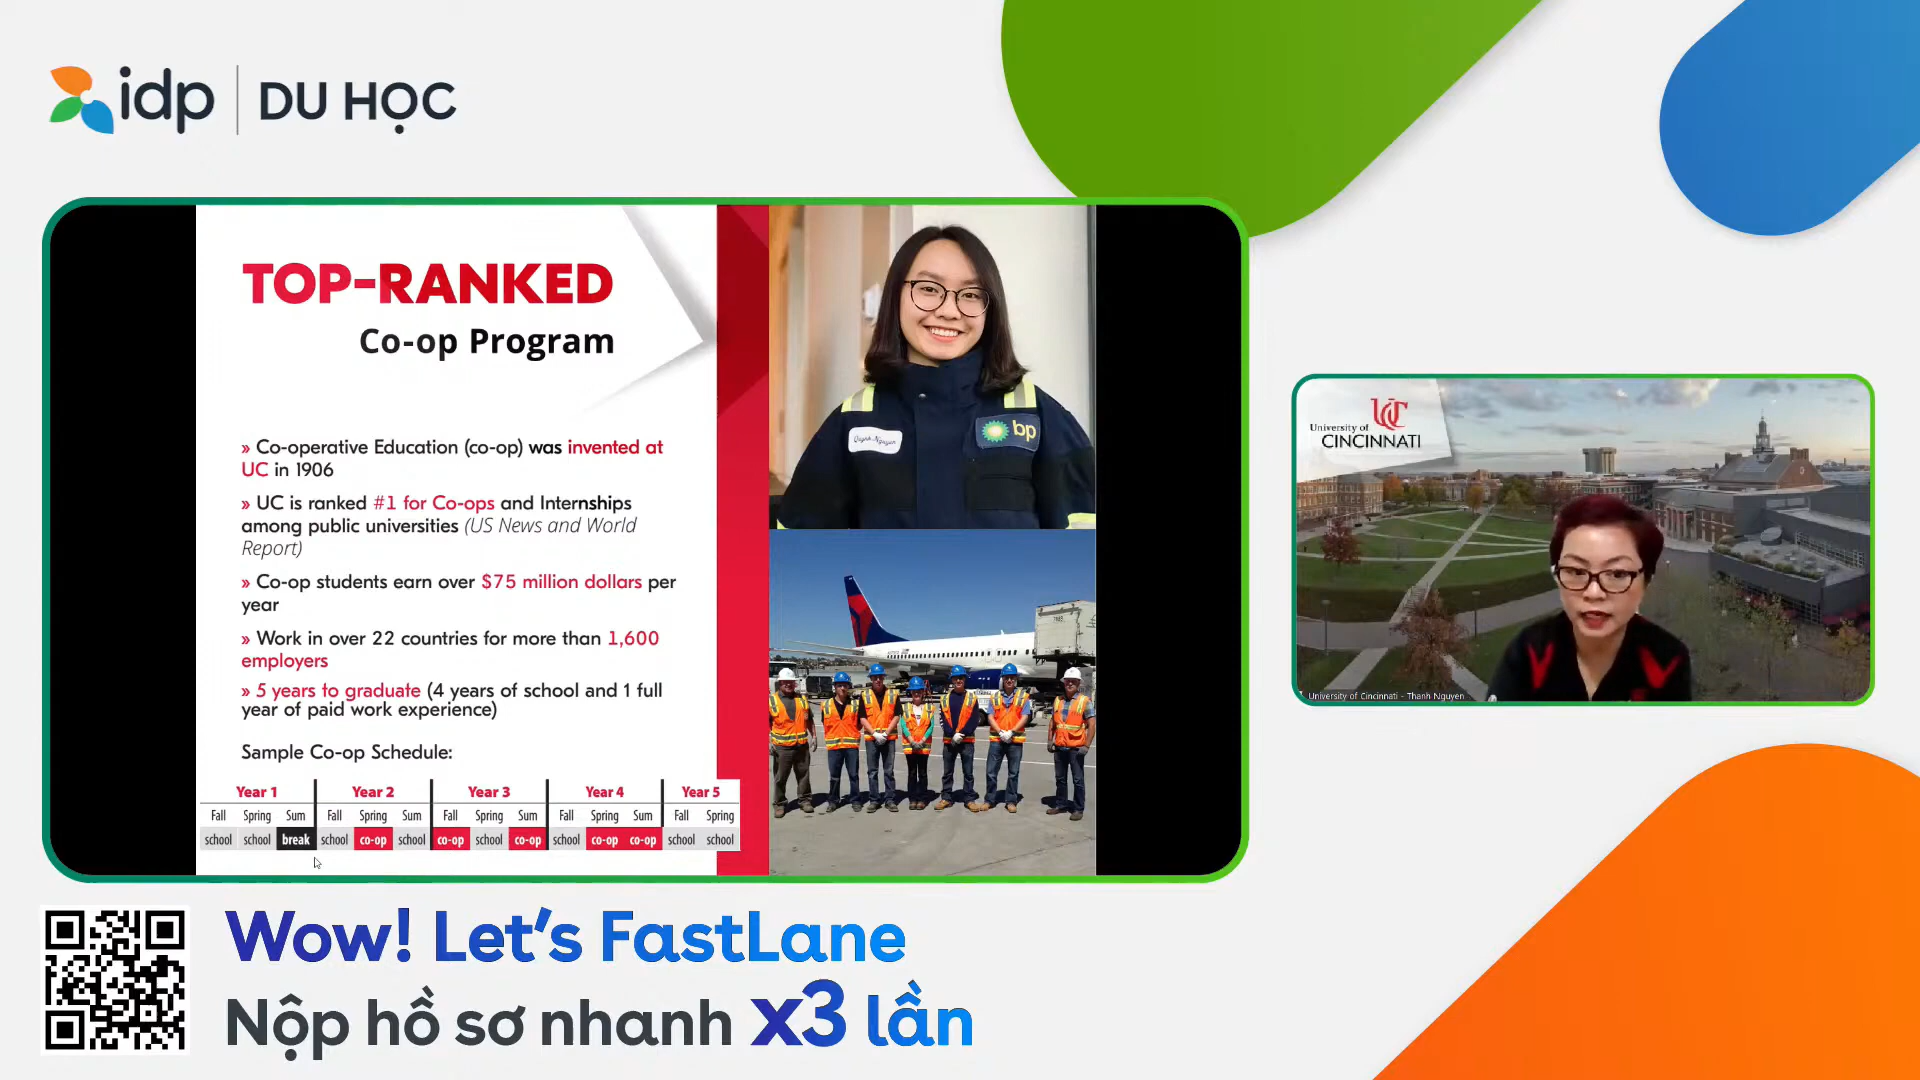 idp | DU HỌC
TOP-RANKED
Co-op Program
» Co-operative Education (co-op) was invented at
UC in 1906
» UC is ranked #1 for Co-ops and Internships
among public universities (US News and World
Report)
» Co-op students earn over $75 million dollars per
year
» Work in over 22 countries for more than 1,600
employers
» 5 years to graduate (4 years of school and 1 full
year of paid work experience)
Sample Co-op Schedule:
Year 1 Year 2 Year 3 Year 4 Year 5
Fall Spring Sum Fall Spring Sum Fall Spring Sum Fall Spring Sum Fall Spring
school school break school co-op school co-op school co-op school co-op co-op school school
Quynh Nguyen
bp
UC
University of
CINCINNATI
University of Cincinnati - Thanh Nguyen
Wow! Let's FastLane
Nộp hồ sơ nhanh x3 lần